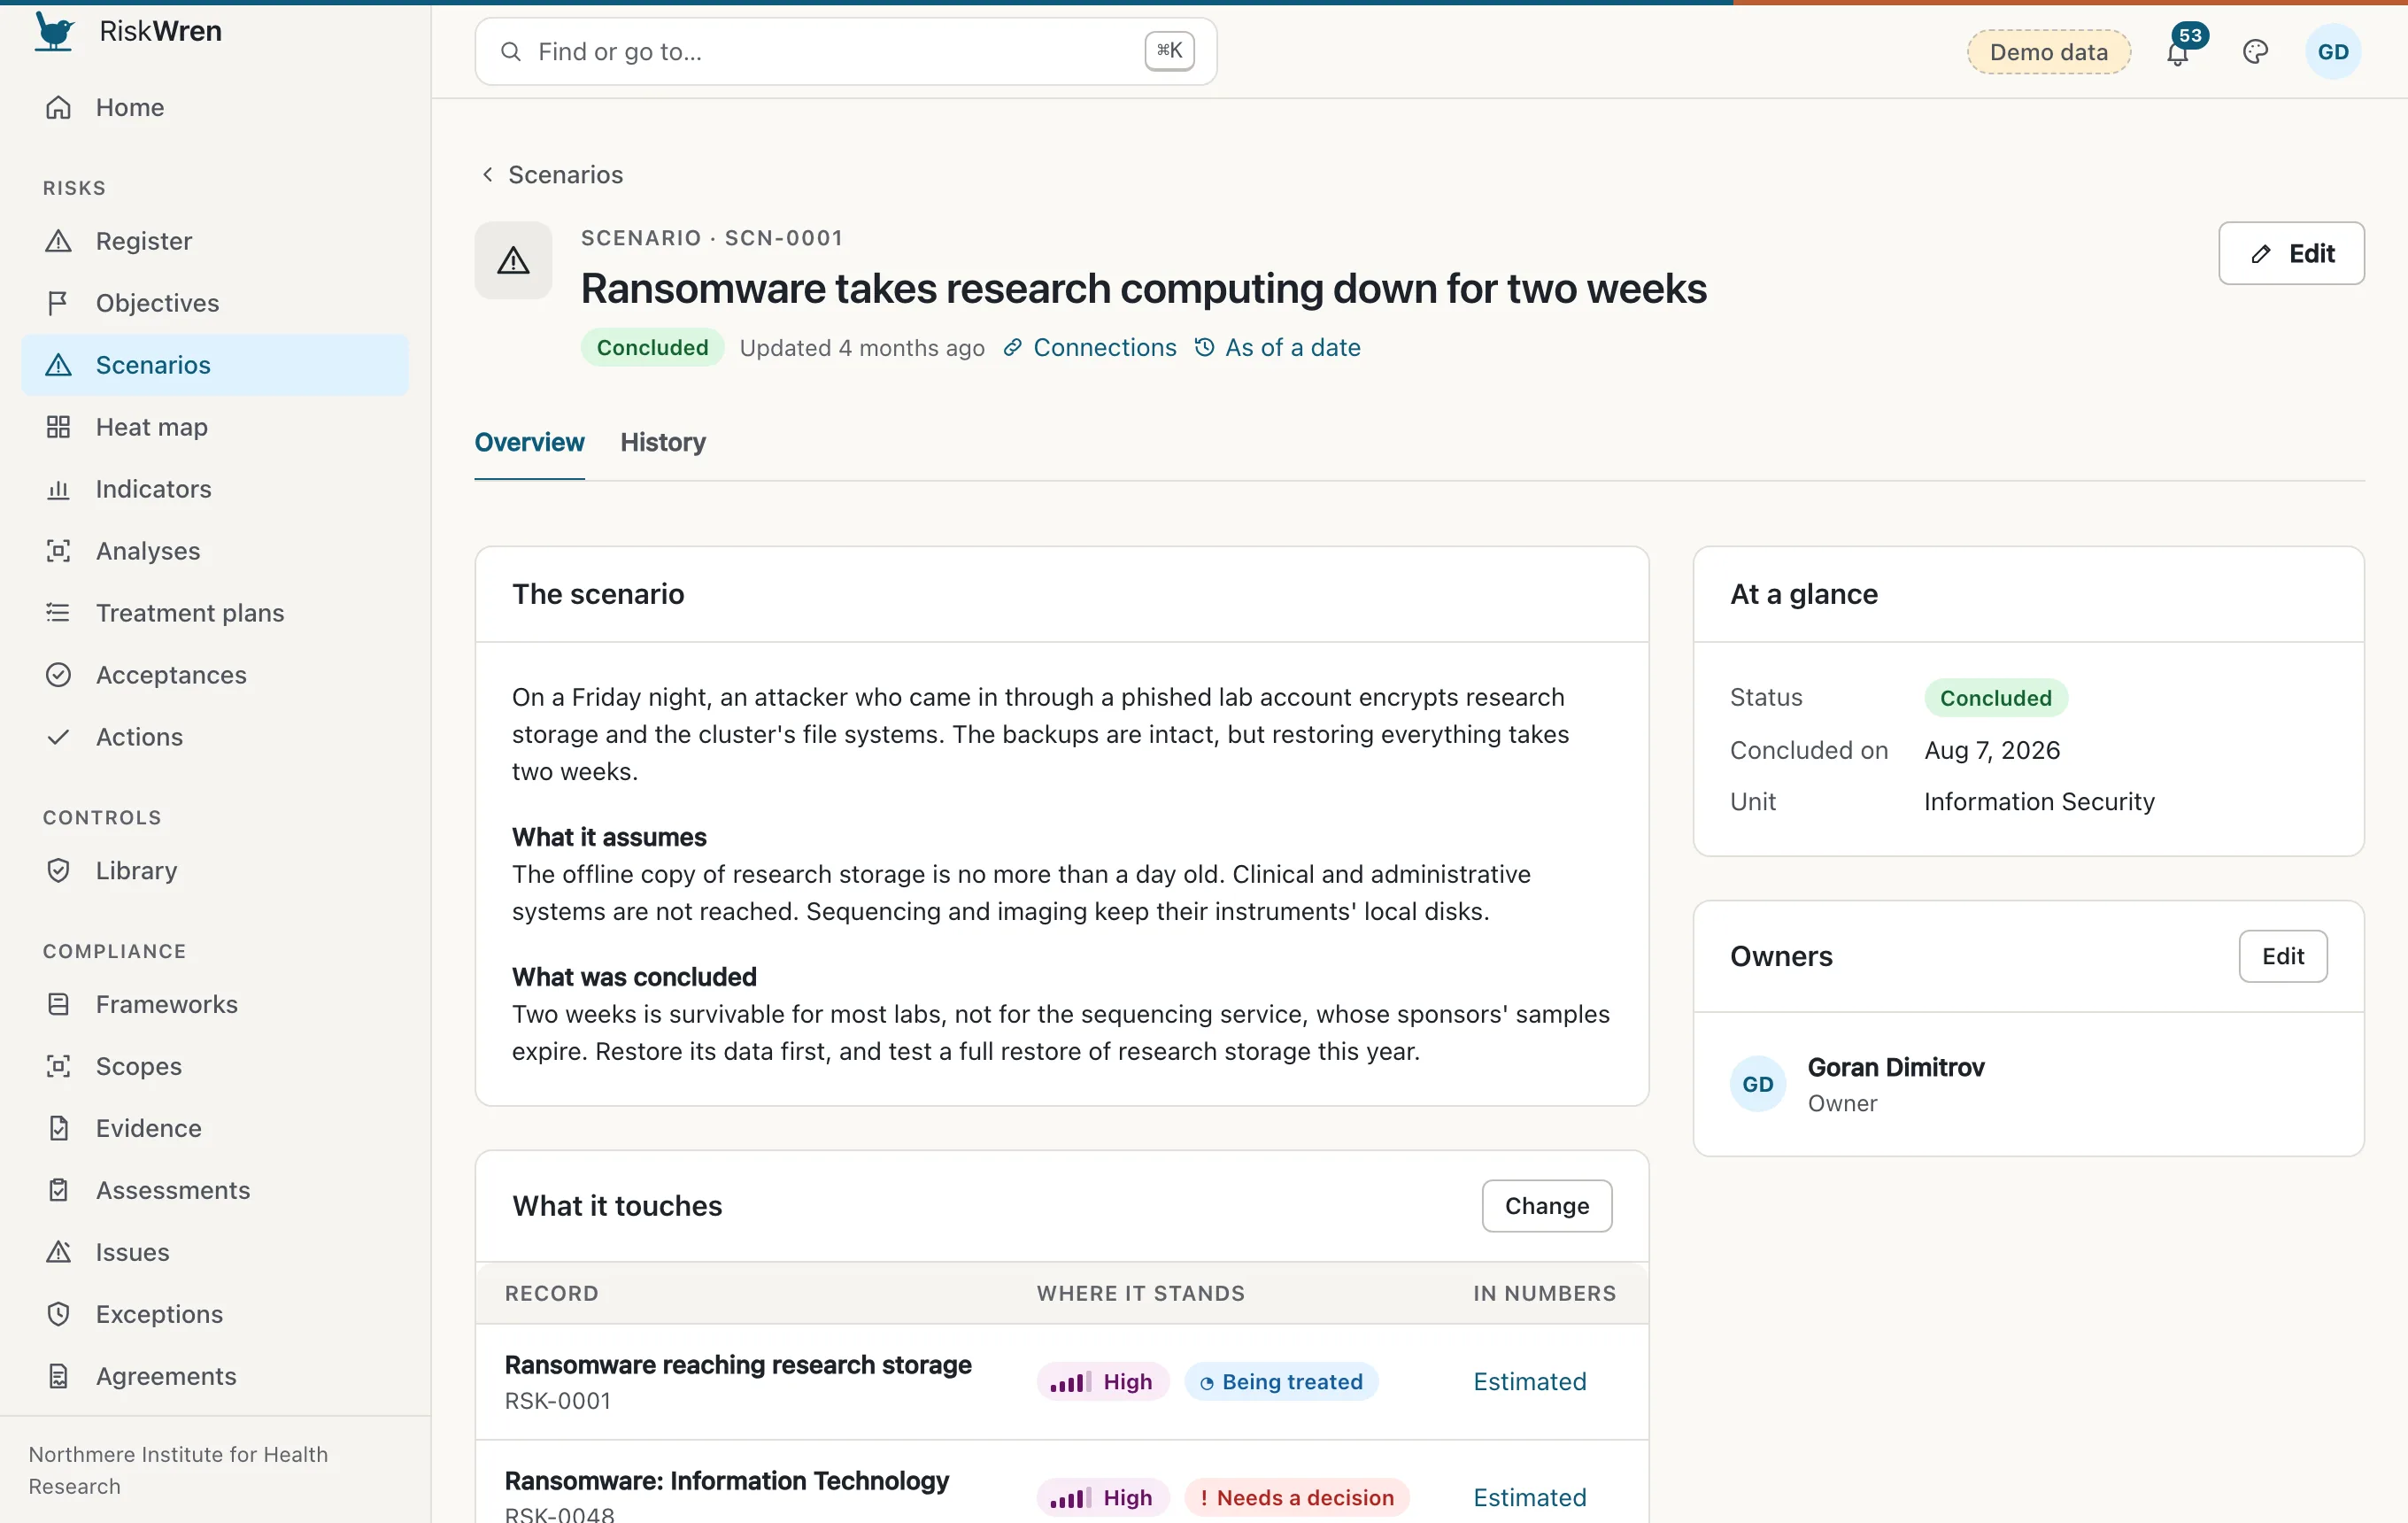 RiskWren
Find or go to...
⌘K
Demo data
53
GD
Home
RISKS
Register
Objectives
Scenarios
Heat map
Indicators
Analyses
Treatment plans
Acceptances
Actions
CONTROLS
Library
COMPLIANCE
Frameworks
Scopes
Evidence
Assessments
Issues
Exceptions
Agreements
Northmere Institute for Health
Research
Scenarios
SCENARIO · SCN-0001
Ransomware takes research computing down for two weeks
Concluded Updated 4 months ago Connections As of a date
Edit
Overview History
The scenario
On a Friday night, an attacker who came in through a phished lab account encrypts research
storage and the cluster's file systems. The backups are intact, but restoring everything takes
two weeks.
What it assumes
The offline copy of research storage is no more than a day old. Clinical and administrative
systems are not reached. Sequencing and imaging keep their instruments' local disks.
What was concluded
Two weeks is survivable for most labs, not for the sequencing service, whose sponsors' samples
expire. Restore its data first, and test a full restore of research storage this year.
What it touches
Change
RECORD WHERE IT STANDS IN NUMBERS
Ransomware reaching research storage
RSK-0001
High Being treated Estimated
Ransomware: Information Technology
RSK-0048
High ! Needs a decision Estimated
At a glance
Status Concluded
Concluded on Aug 7, 2026
Unit Information Security
Owners
Edit
GD
Goran Dimitrov
Owner